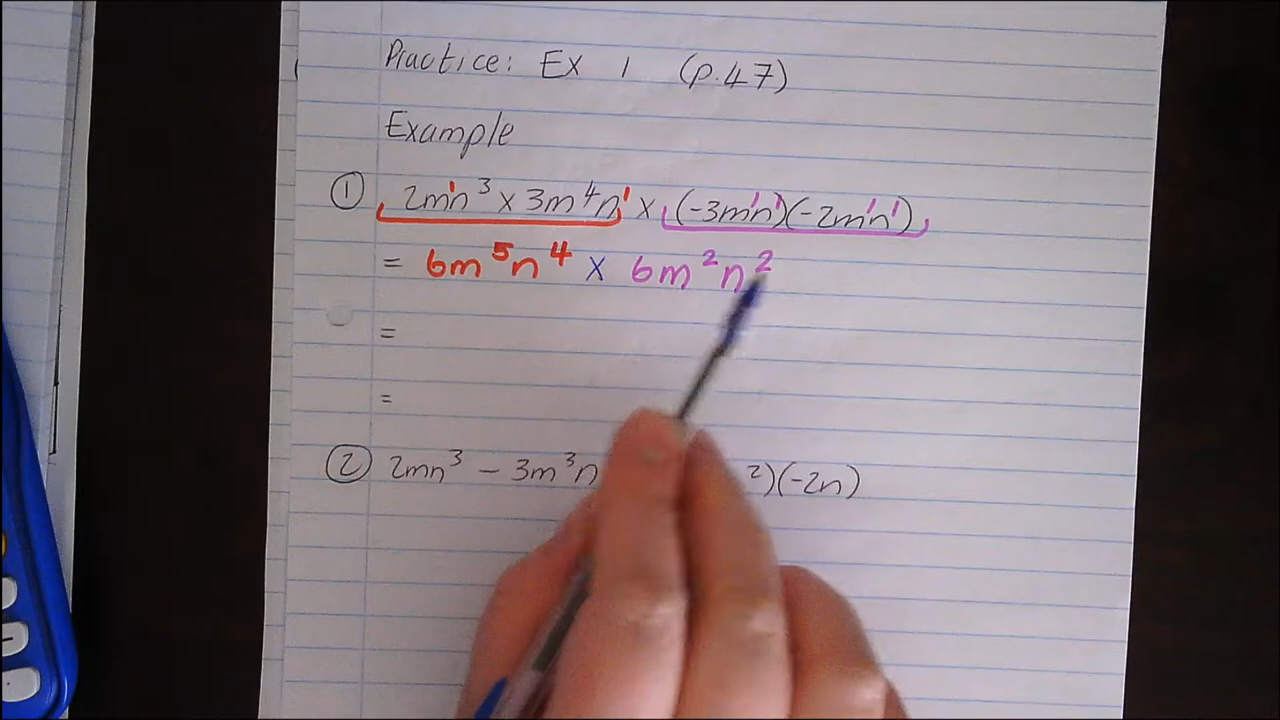 Practice: Ex 1 (p.47)
Example
① 2m¹n³ × 3m⁴n¹ × (-3m¹n¹)(-2m¹n¹)
= 6m⁵n⁴ × 6m²n²
=
=
② 2mn³ - 3m³n ²)(-2n)